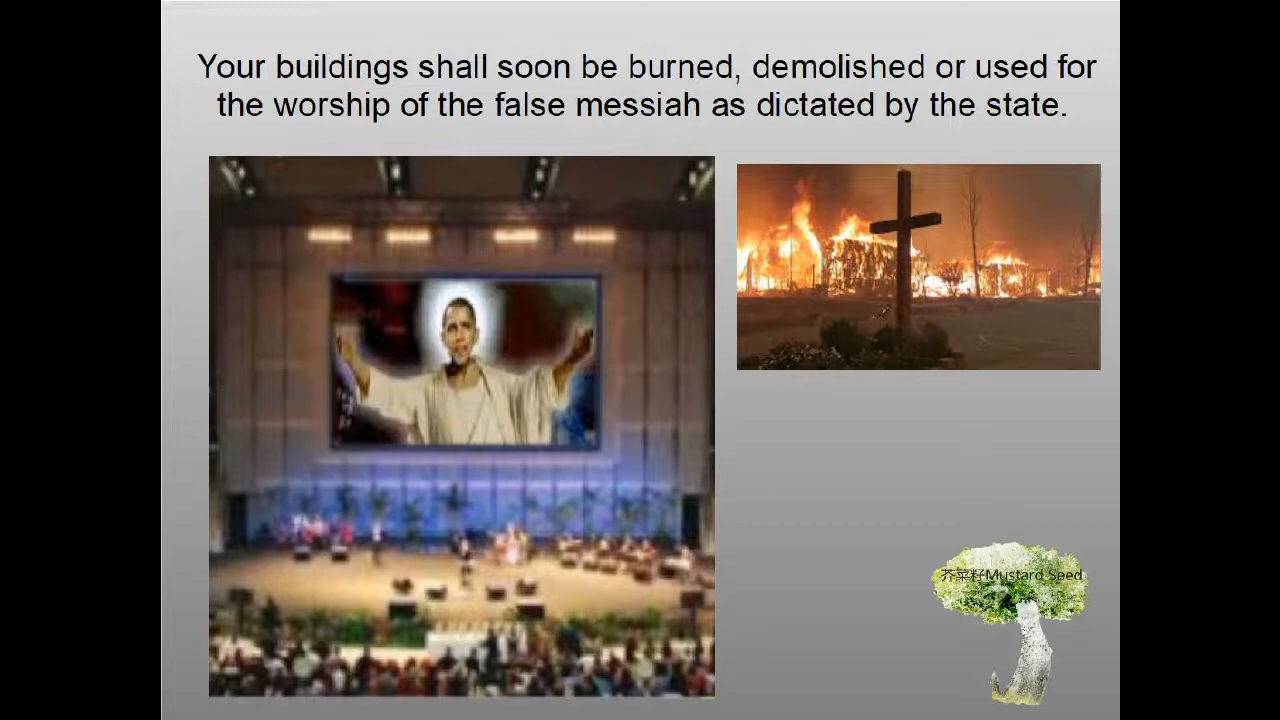 Your buildings shall soon be burned, demolished or used for
the worship of the false messiah as dictated by the state.
芥菜籽Mustard Seed